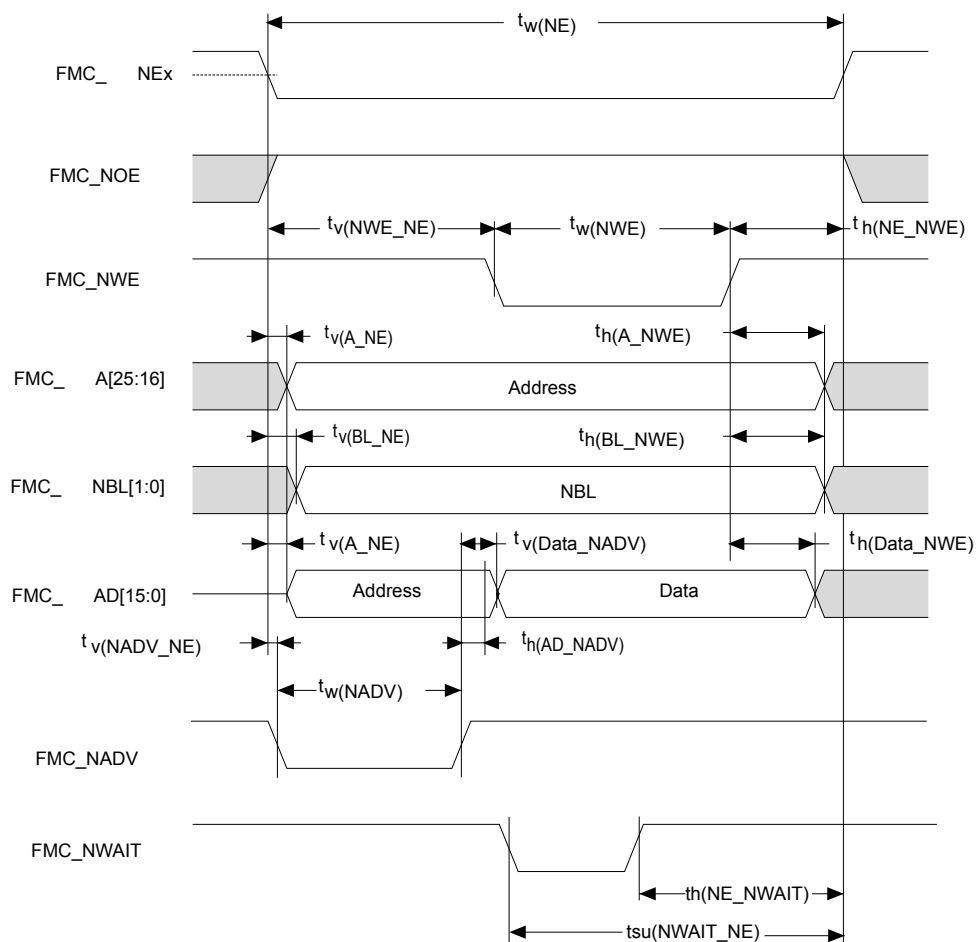 tw(NE)
FMC_ NEx
FMC_NOE
tv(NWE_NE) tw(NWE) t h(NE_NWE)
FMC_NWE
tv(A_NE) th(A_NWE)
FMC_ A[25:16] Address
tv(BL_NE) th(BL_NWE)
FMC_ NBL[1:0] NBL
tv(A_NE) tv(Data_NADV) th(Data_NWE)
FMC_ AD[15:0] Address Data
t v(NADV_NE) th(AD_NADV)
tw(NADV)
FMC_NADV
FMC_NWAIT
th(NE_NWAIT)
tsu(NWAIT_NE)